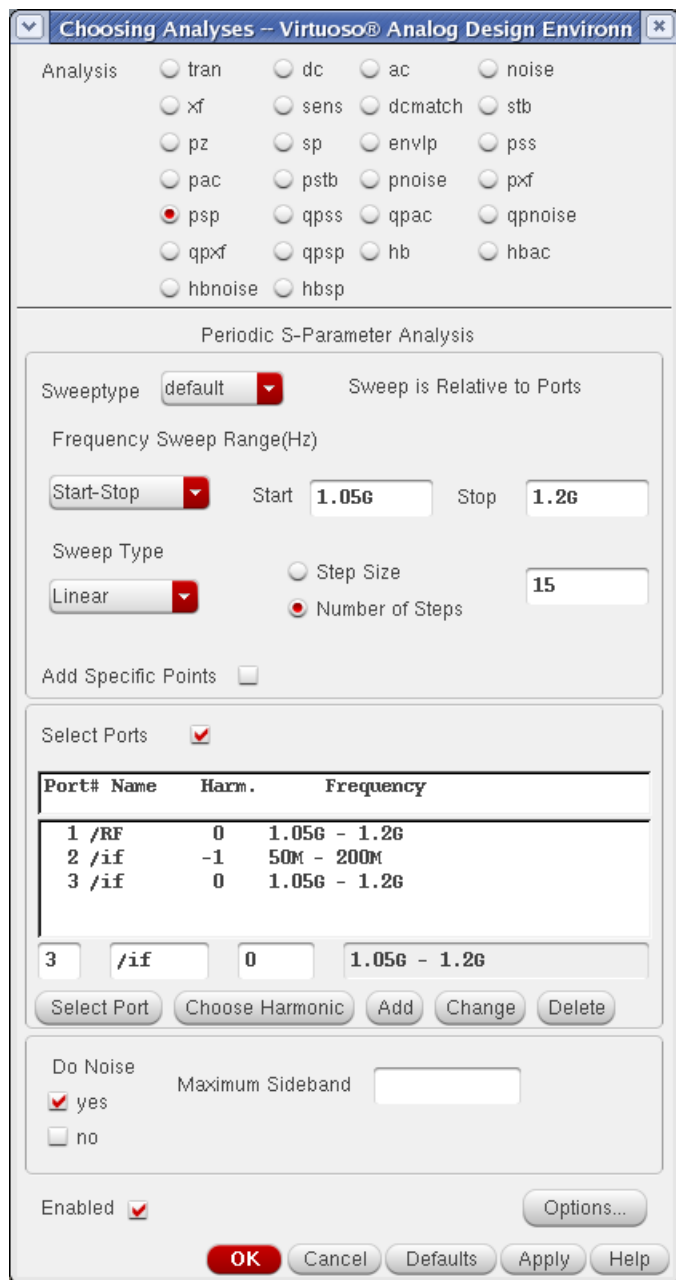 Choosing Analyses -- Virtuoso® Analog Design Environn
Analysis tran dc ac noise
xf sens dcmatch stb
pz sp envlp pss
pac pstb pnoise pxf
psp qpss qpac qpnoise
qpxf qpsp hb hbac
hbnoise hbsp
Periodic S-Parameter Analysis
Sweeptype default Sweep is Relative to Ports
Frequency Sweep Range(Hz)
Start-Stop Start 1.05G Stop 1.2G
Sweep Type
Linear Step Size 15
Number of Steps
Add Specific Points
Select Ports
Port# Name Harm. Frequency
1 /RF 0 1.05G - 1.2G
2 /if -1 50M - 200M
3 /if 0 1.05G - 1.2G
3 /if 0 1.05G - 1.2G
Select Port Choose Harmonic Add Change Delete
Do Noise
yes Maximum Sideband
no
Enabled Options...
OK Cancel Defaults Apply Help